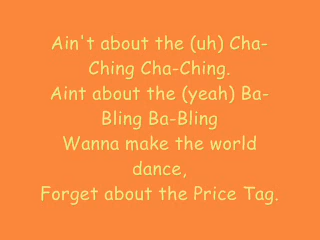 Ain't about the (uh) Cha-
Ching Cha-Ching.
Aint about the (yeah) Ba-
Bling Ba-Bling
Wanna make the world
dance,
Forget about the Price Tag.